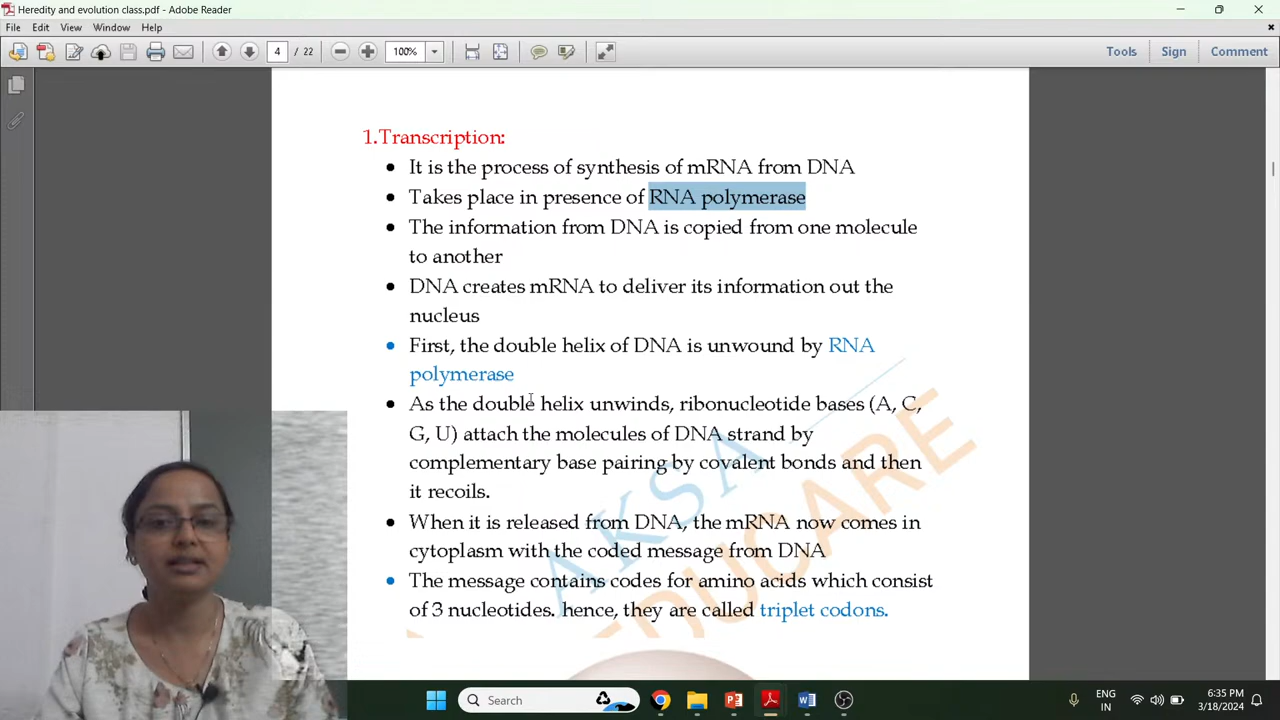 Heredity and evolution class.pdf - Adobe Reader
File Edit View Window Help
4 / 22 100% Tools Sign Comment
1.Transcription:
• It is the process of synthesis of mRNA from DNA
• Takes place in presence of RNA polymerase
• The information from DNA is copied from one molecule
to another
• DNA creates mRNA to deliver its information out the
nucleus
• First, the double helix of DNA is unwound by RNA
polymerase
• As the double helix unwinds, ribonucleotide bases (A, C,
G, U) attach the molecules of DNA strand by
complementary base pairing by covalent bonds and then
it recoils.
• When it is released from DNA, the mRNA now comes in
cytoplasm with the coded message from DNA
• The message contains codes for amino acids which consist
of 3 nucleotides. hence, they are called triplet codons.
AKSA
EDUCARE
Search
ENG
IN
6:35 PM
3/18/2024